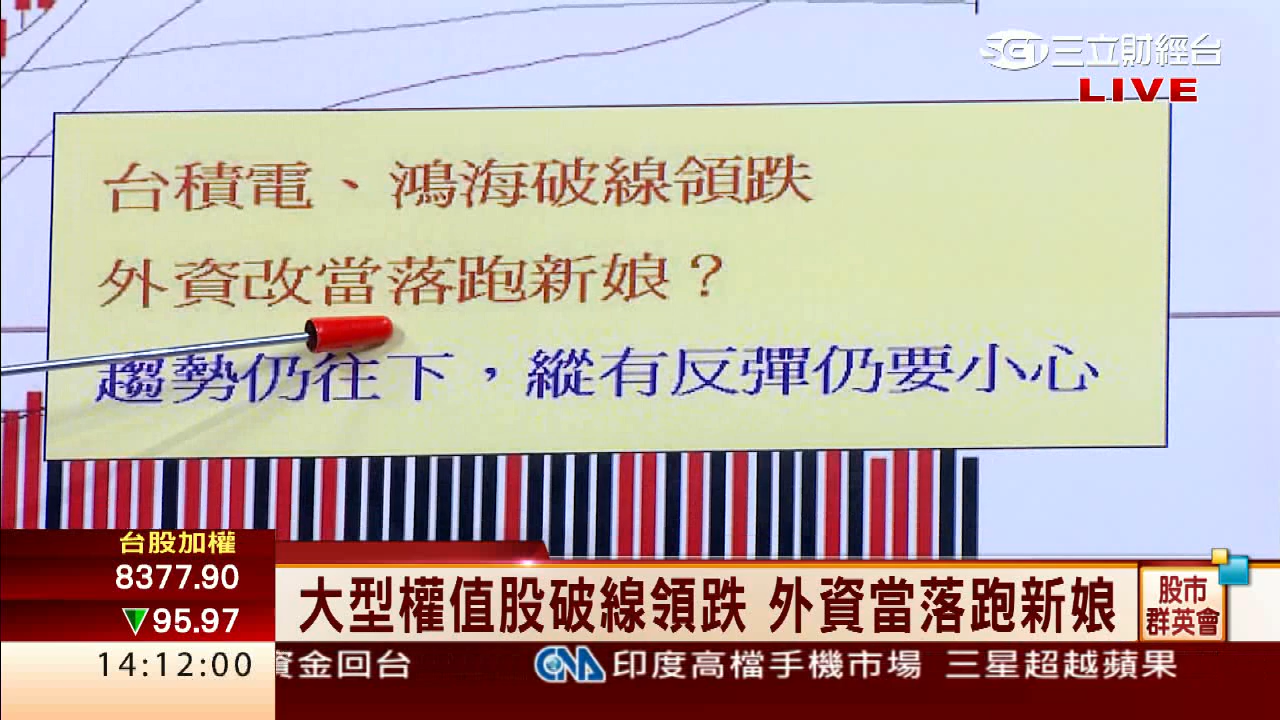 SET三立財經台
LIVE
台積電、鴻海破線領跌
外資改當落跑新娘？
趨勢仍往下，縱有反彈仍要小心
台股加權
8377.90
▼95.97
大型權值股破線領跌 外資當落跑新娘
股市
群英會
14:12:00
資金回台 CNA 印度高檔手機市場 三星超越蘋果